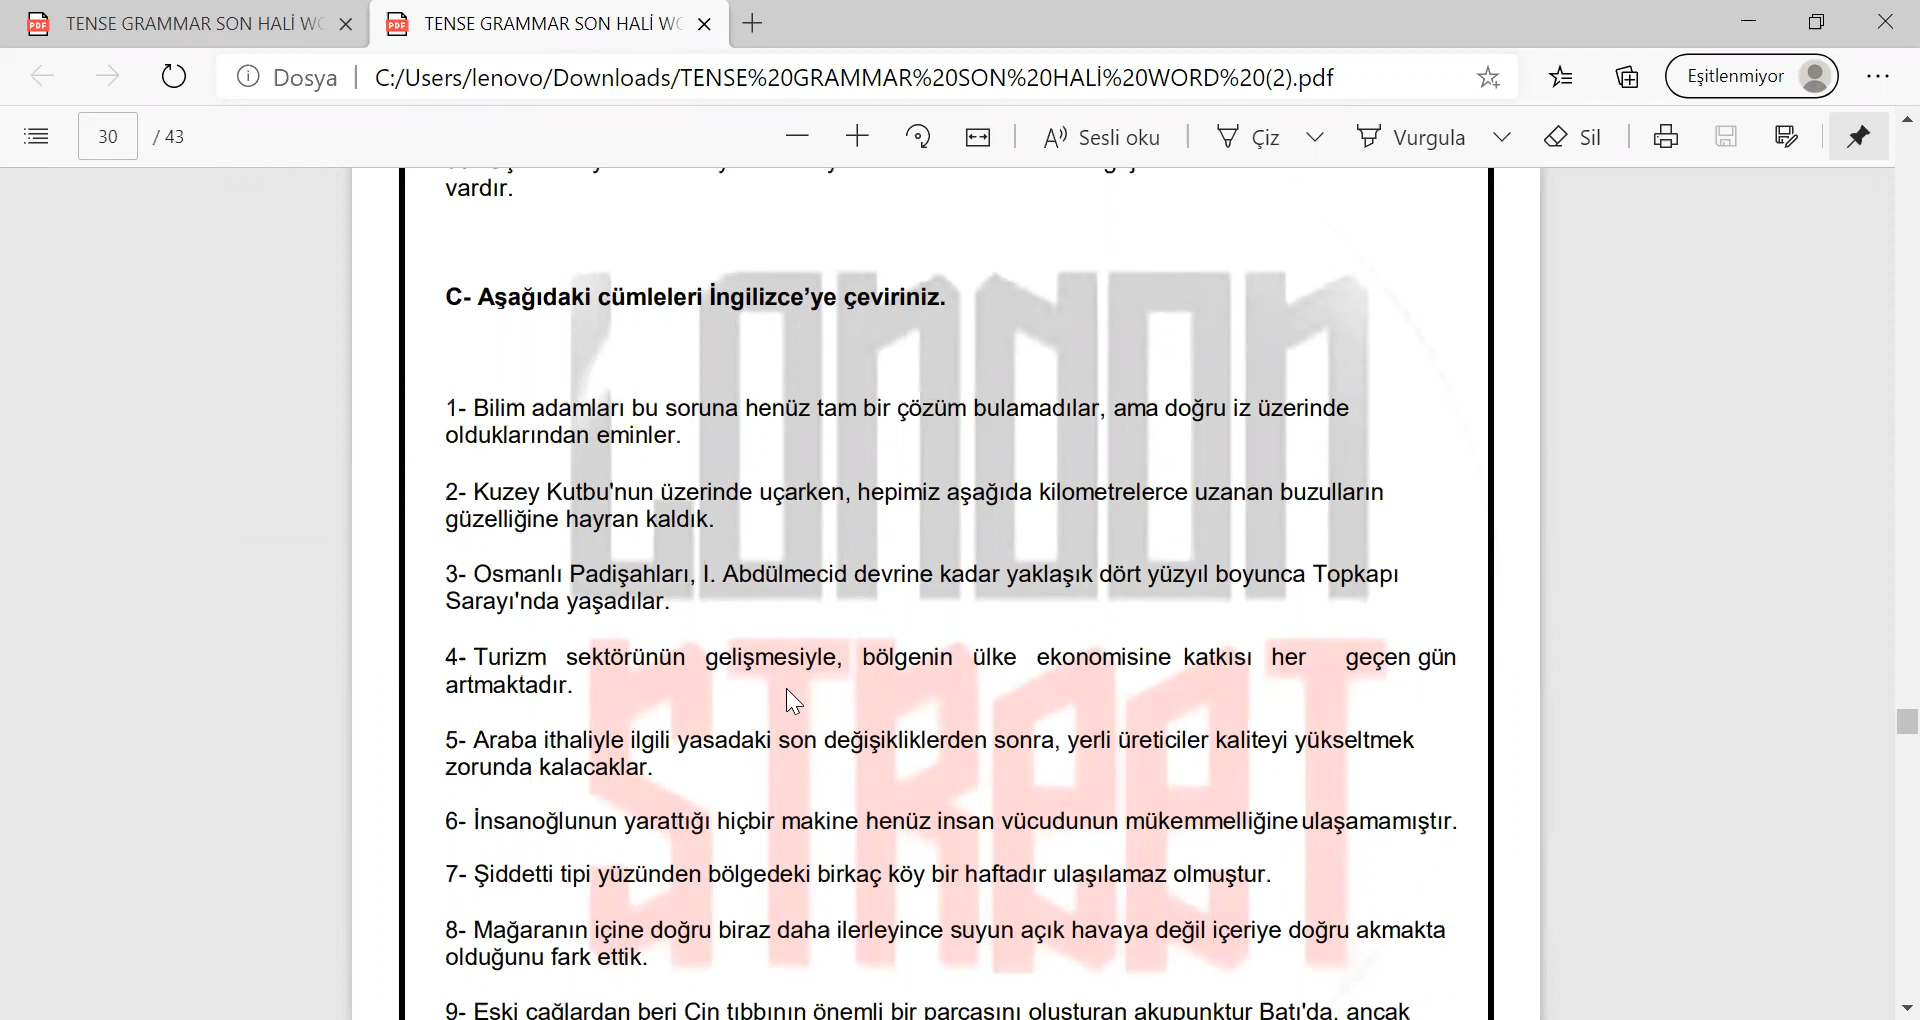 TENSE GRAMMAR SON HALİ WO
TENSE GRAMMAR SON HALİ WO
Dosya
C:/Users/lenovo/Downloads/TENSE%20GRAMMAR%20SON%20HALİ%20WORD%20(2).pdf
Eşitlenmiyor
30 / 43
Sesli oku
Çiz
Vurgula
Sil
vardır.
C- Aşağıdaki cümleleri İngilizce’ye çeviriniz.
1- Bilim adamları bu soruna henüz tam bir çözüm bulamadılar, ama doğru iz üzerinde
olduklarından eminler.
2- Kuzey Kutbu'nun üzerinde uçarken, hepimiz aşağıda kilometrelerce uzanan buzulların
güzelliğine hayran kaldık.
3- Osmanlı Padişahları, I. Abdülmecid devrine kadar yaklaşık dört yüzyıl boyunca Topkapı
Sarayı'nda yaşadılar.
4- Turizm sektörünün gelişmesiyle, bölgenin ülke ekonomisine katkısı her geçen gün
artmaktadır.
5- Araba ithaliyle ilgili yasadaki son değişikliklerden sonra, yerli üreticiler kaliteyi yükseltmek
zorunda kalacaklar.
6- İnsanoğlunun yarattığı hiçbir makine henüz insan vücudunun mükemmelliğine ulaşamamıştır.
7- Şiddetti tipi yüzünden bölgedeki birkaç köy bir haftadır ulaşılamaz olmuştur.
8- Mağaranın içine doğru biraz daha ilerleyince suyun açık havaya değil içeriye doğru akmakta
olduğunu fark ettik.
9- Eski çağlardan beri Çin tıbbının önemli bir parçasını oluşturan akupunktur Batı'da, ancak
LONDON
STREET